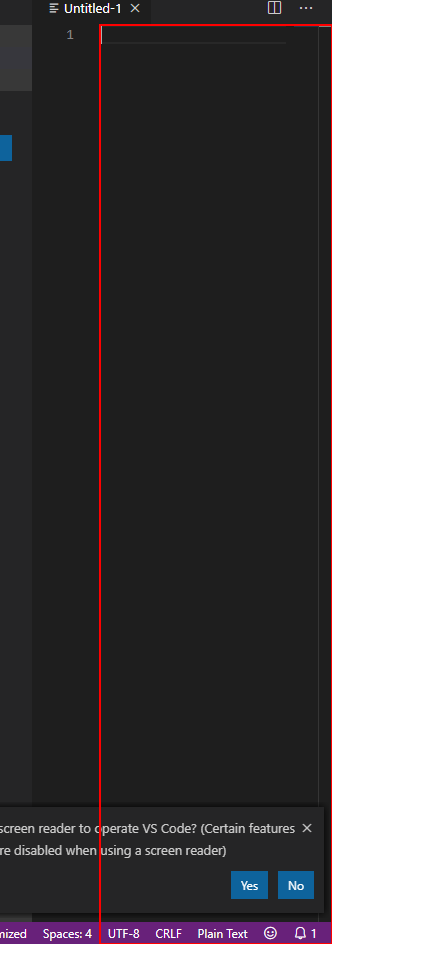 Untitled-1
1
screen reader to operate VS Code? (Certain features
re disabled when using a screen reader)
Yes No
mized Spaces: 4 UTF-8 CRLF Plain Text 1